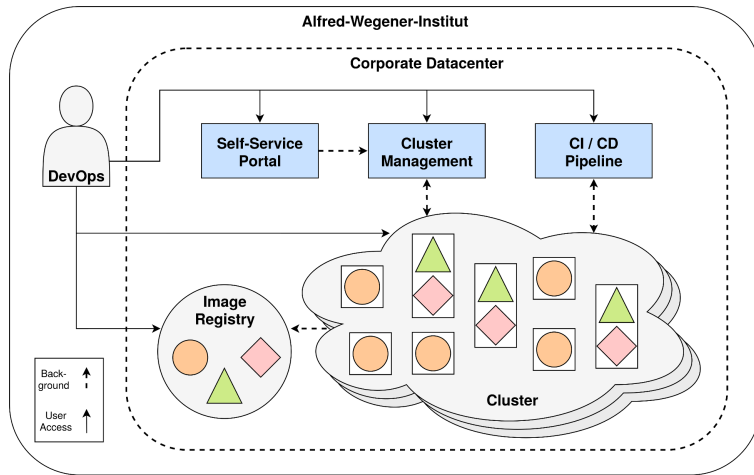 Alfred-Wegener-Institut
Corporate Datacenter
Self-Service
Portal
Cluster
Management
CI / CD
Pipeline
DevOps
Image
Registry
Cluster
Back-
ground
User
Access